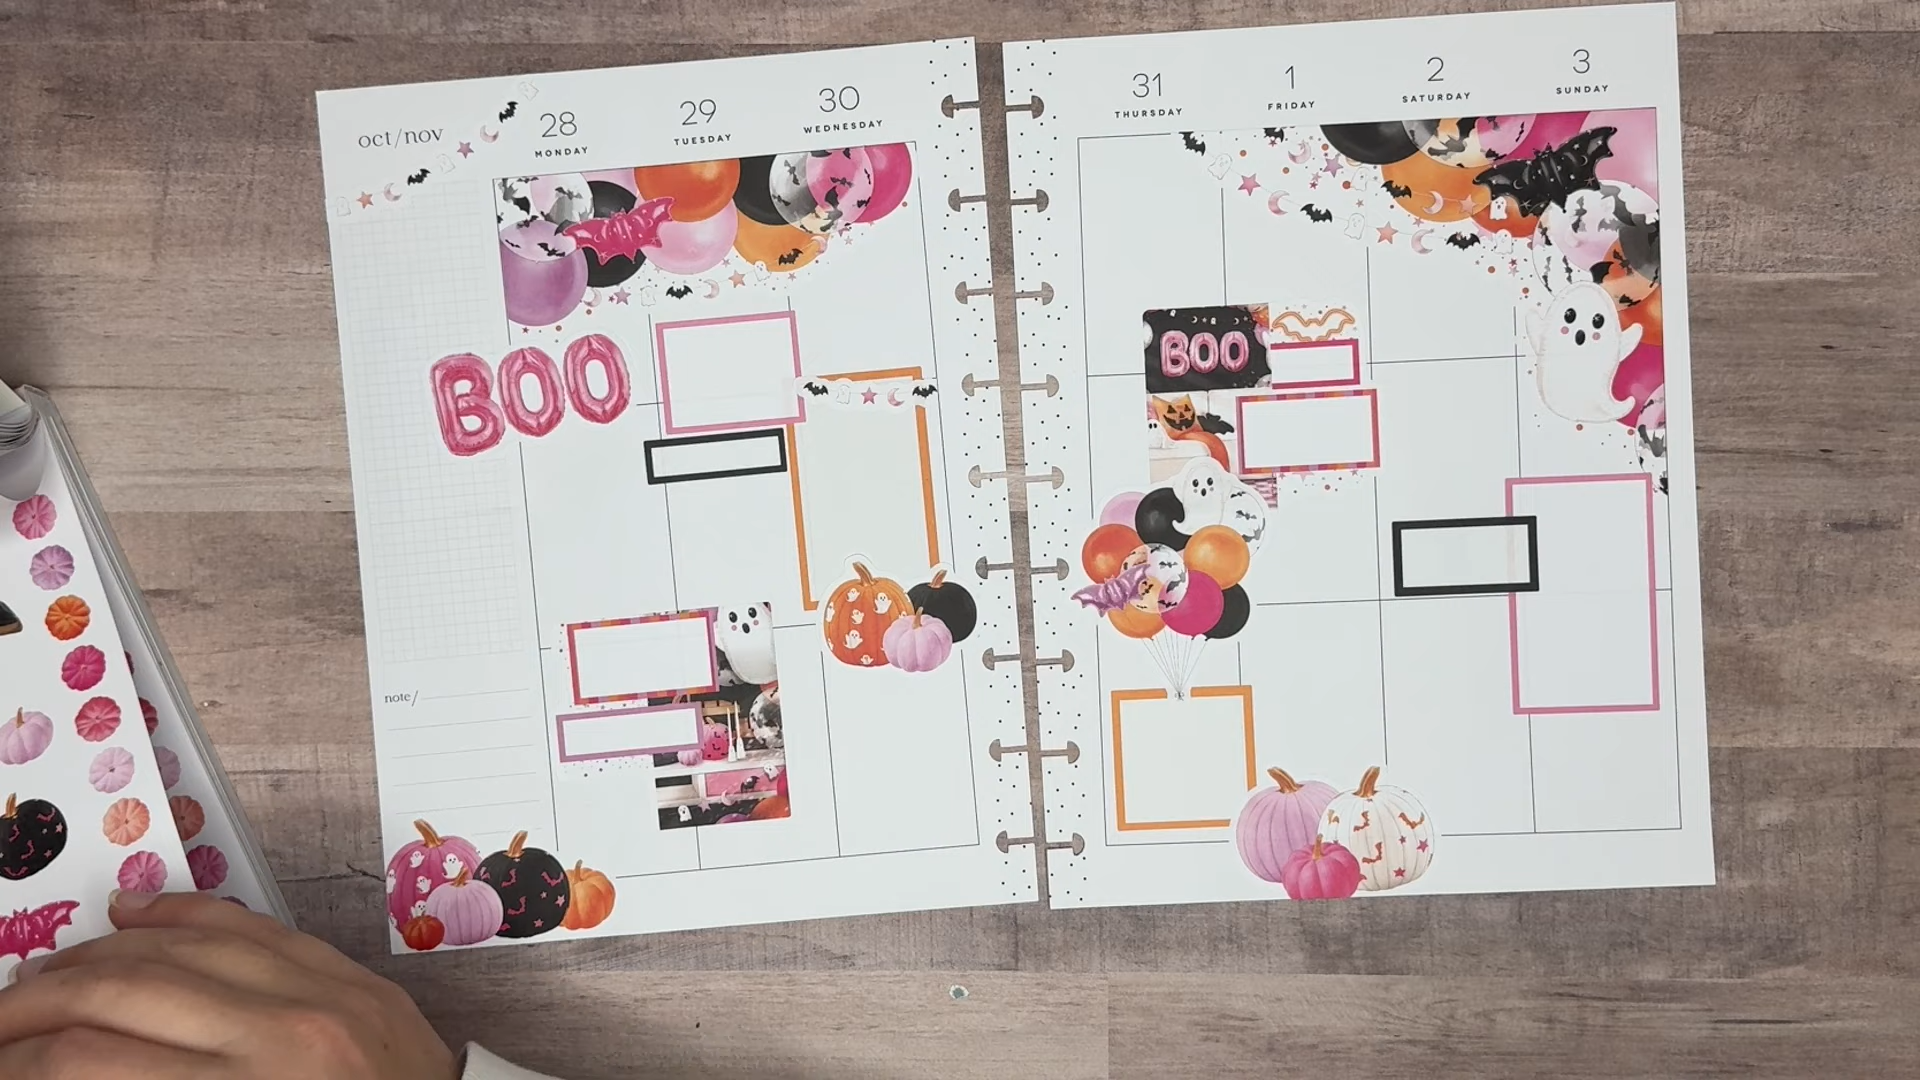 oct/nov
28
MONDAY
29
TUESDAY
30
WEDNESDAY
BOO
note/
31
THURSDAY
1
FRIDAY
2
SATURDAY
3
SUNDAY
BOO